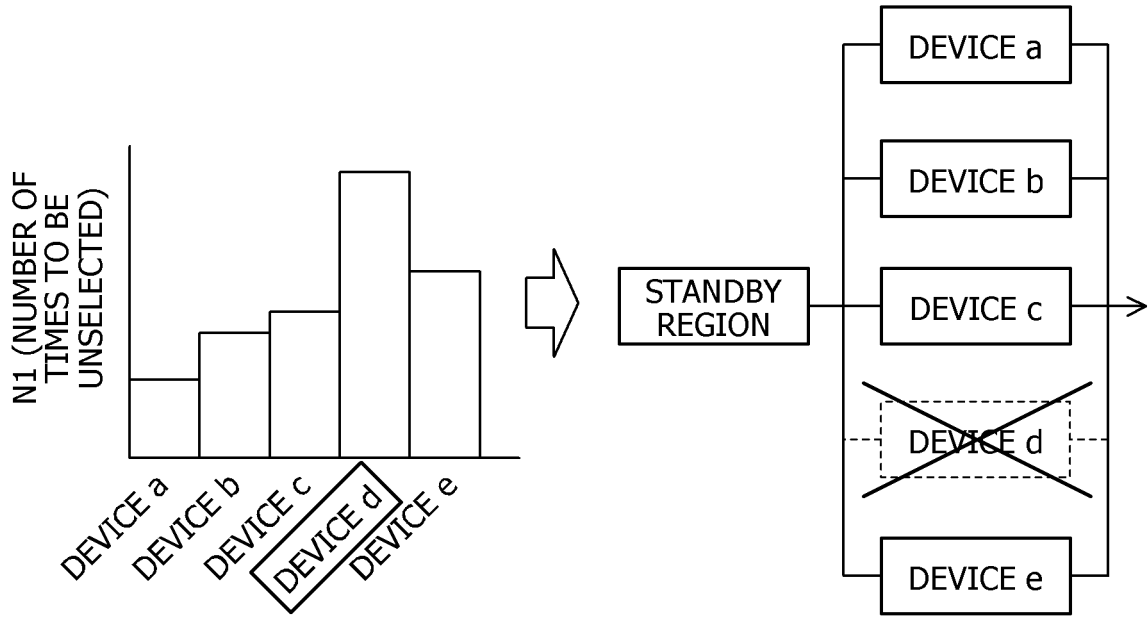 N1 (NUMBER OF
TIMES TO BE
UNSELECTED)
DEVICE a
DEVICE b
DEVICE c
DEVICE d
DEVICE e
STANDBY
REGION
DEVICE a
DEVICE b
DEVICE c
DEVICE d
DEVICE e